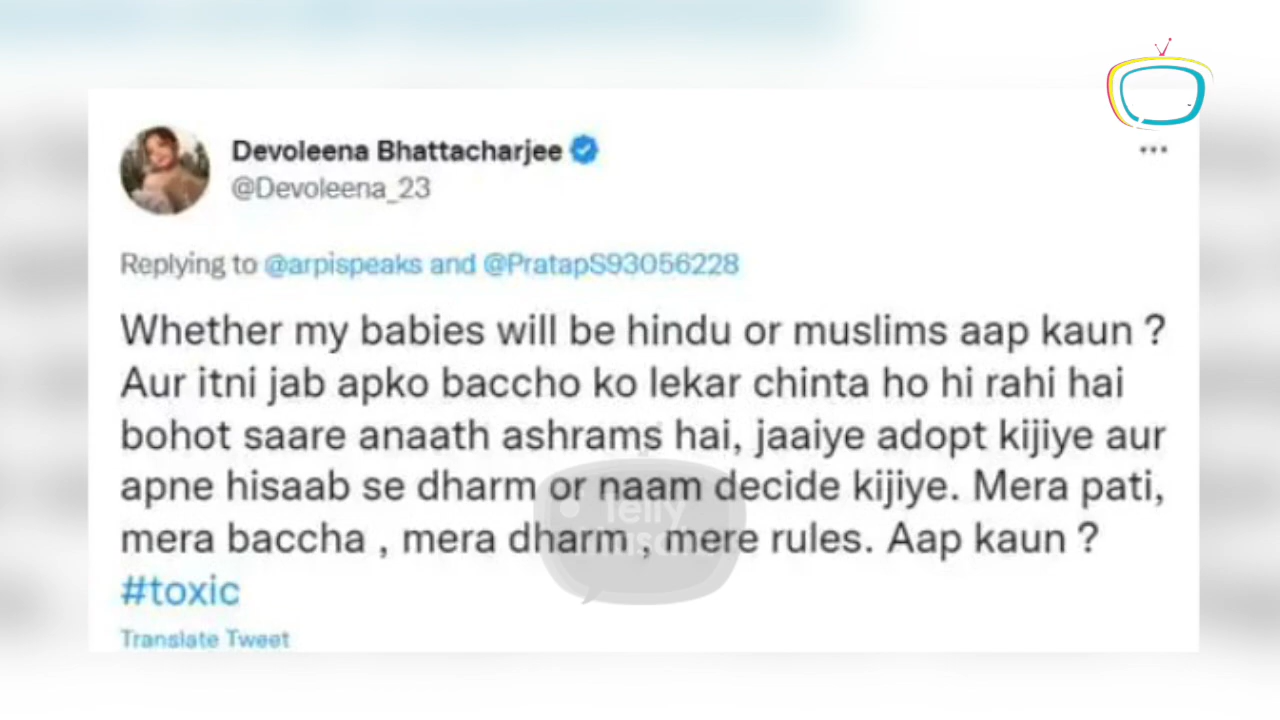 Devoleena Bhattacharjee
@Devoleena_23
Replying to @arpispeaks and @PratapS93056228
Whether my babies will be hindu or muslims aap kaun ?
Aur itni jab apko baccho ko lekar chinta ho hi rahi hai
bohot saare anaath ashrams hai, jaaiye adopt kijiye aur
apne hisaab se dharm or naam decide kijiye. Mera pati,
mera baccha , mera dharm , mere rules. Aap kaun ?
#toxic
Translate Tweet